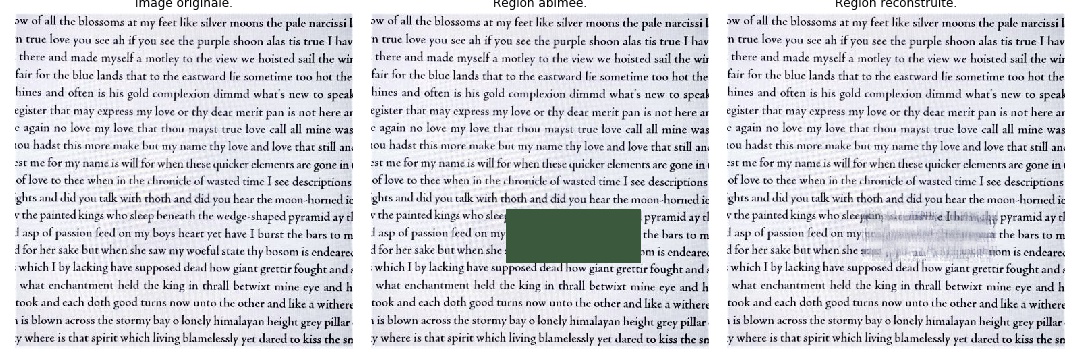 Image originale.
ow of all the blossoms at my feet like silver moons the pale narcissi l
n true love you see ah if you see the purple shoon alas tis true I hav
there and made myself a motley to the view we hoisted sail the wir
fair for the blue lands that to the eastward lie sometime too hot the
hines and often is his gold complexion dimmd what's new to speak
egister that may express my love or thy dear merit pan is not here ar
e again no love my love that thou mayst true love call all mine was
ou hadst this more make but my name thy love and love that still an
st me for my name is will for when these quicker elements are gone in
of love to thee when in the chronicle of wasted time I see descriptions
ghts and did you talk with thoth and did you hear the moon-horned ic
v the painted kings who sleep beneath the wedge-shaped pyramid ay tl
l asp of passion feed on my boys heart yet have I burst the bars to m
d for her sake but when she saw my woeful state thy bosom is endeare
which I by lacking have supposed dead how giant grettir fought and
what enchantment held the king in thrall betwixt mine eye and h
took and each doth good turns now unto the other and like a withere
is blown across the stormy bay o lonely himalayan height grey pillar
y where is that spirit which living blamelessly yet dared to kiss the sn
Région abîmée.
ow of all the blossoms at my feet like silver moons the pale narcissi l
n true love you see ah if you see the purple shoon alas tis true I hav
there and made myself a motley to the view we hoisted sail the wir
fair for the blue lands that to the eastward lie sometime too hot the
hines and often is his gold complexion dimmd what's new to speak
egister that may express my love or thy dear merit pan is not here ar
e again no love my love that thou mayst true love call all mine was
ou hadst this more make but my name thy love and love that still an
st me for my name is will for when these quicker elements are gone in
of love to thee when in the chronicle of wasted time I see descriptions
ghts and did you talk with thoth and did you hear the moon-horned ic
v the painted kings who slee pyramid ay tl
l asp of passion feed on my the bars to m
d for her sake but when she om is endeare
which I by lacking have supposed dead how giant grettir fought and
what enchantment held the king in thrall betwixt mine eye and h
took and each doth good turns now unto the other and like a withere
is blown across the stormy bay o lonely himalayan height grey pillar
y where is that spirit which living blamelessly yet dared to kiss the sn
Région reconstruite.
ow of all the blossoms at my feet like silver moons the pale narcissi l
n true love you see ah if you see the purple shoon alas tis true I hav
there and made myself a motley to the view we hoisted sail the wir
fair for the blue lands that to the eastward lie sometime too hot the
hines and often is his gold complexion dimmd what's new to speak
egister that may express my love or thy dear merit pan is not here ar
e again no love my love that thou mayst true love call all mine was
ou hadst this more make but my name thy love and love that still an
st me for my name is will for when these quicker elements are gone in
of love to thee when in the chronicle of wasted time I see descriptions
ghts and did you talk with thoth and did you hear the moon-horned ic
v the painted kings who slee pyramid ay tl
l asp of passion feed on my the bars to m
d for her sake but when she om is endeare
which I by lacking have supposed dead how giant grettir fought and
what enchantment held the king in thrall betwixt mine eye and h
took and each doth good turns now unto the other and like a withere
is blown across the stormy bay o lonely himalayan height grey pillar
y where is that spirit which living blamelessly yet dared to kiss the sn